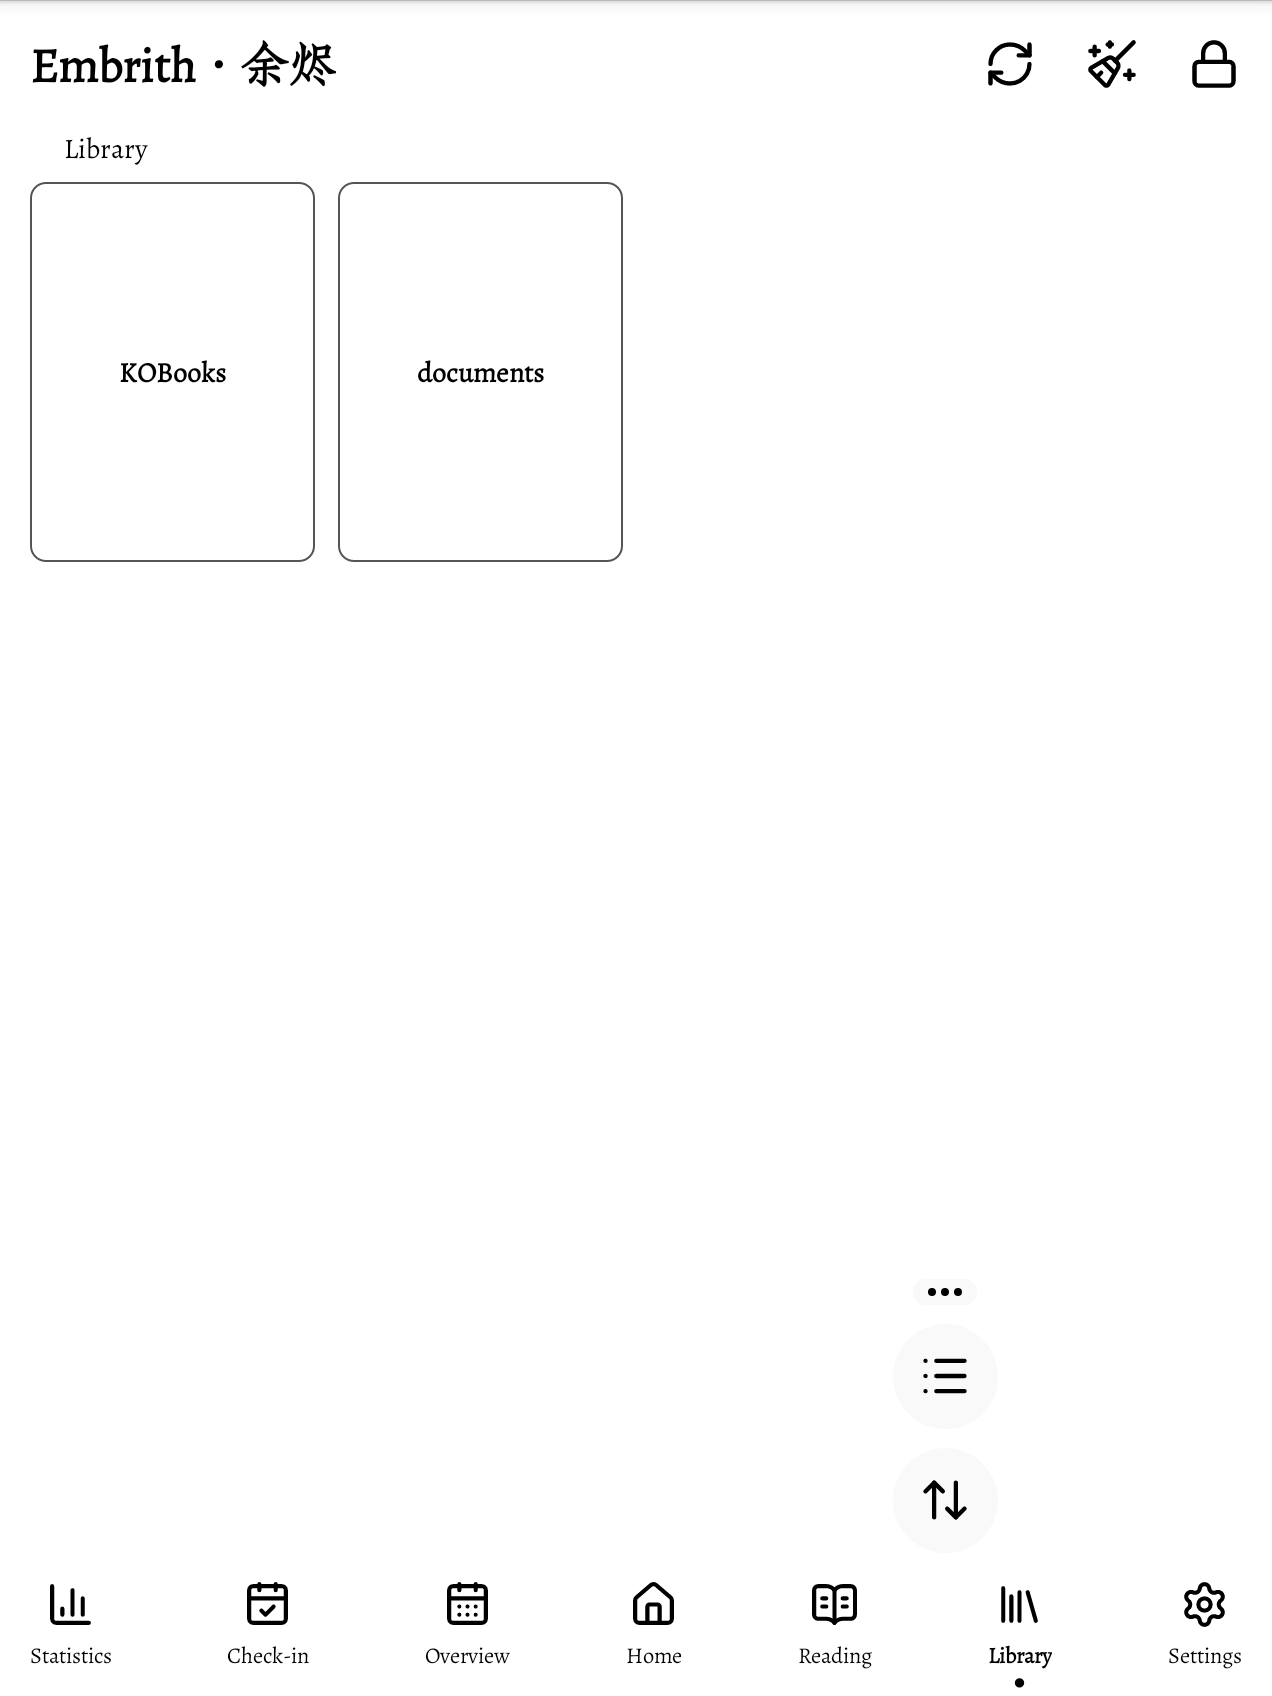 Embrith · 余烬
Library
KOBooks
documents
Statistics
Check-in
Overview
Home
Reading
Library
Settings